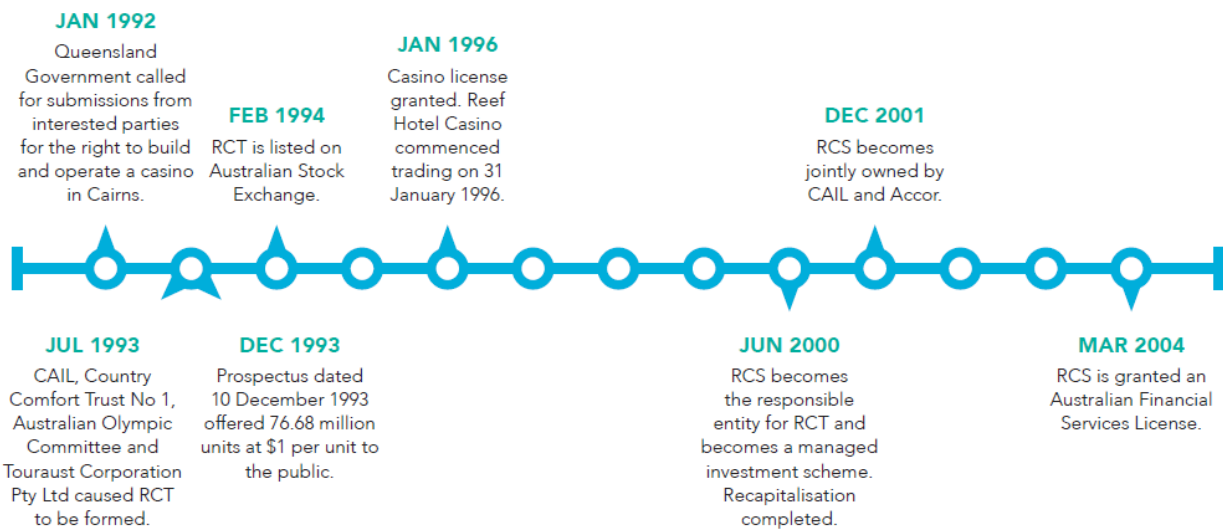 JAN 1992
Queensland
Government called
for submissions from
interested parties
for the right to build
and operate a casino
in Cairns.
FEB 1994
RCT is listed on
Australian Stock
Exchange.
JAN 1996
Casino license
granted. Reef
Hotel Casino
commenced
trading on 31
January 1996.
DEC 2001
RCS becomes
jointly owned by
CAIL and Accor.
JUL 1993
CAIL, Country
Comfort Trust No 1,
Australian Olympic
Committee and
Touraust Corporation
Pty Ltd caused RCT
to be formed.
DEC 1993
Prospectus dated
10 December 1993
offered 76.68 million
units at $1 per unit to
the public.
JUN 2000
RCS becomes
the responsible
entity for RCT and
becomes a managed
investment scheme.
Recapitalisation
completed.
MAR 2004
RCS is granted an
Australian Financial
Services License.